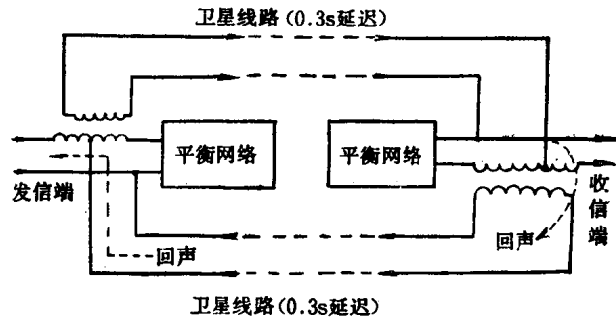 卫星线路(0.3s延迟)
平衡网络
平衡网络
发信端
收信端
回声
回声
卫星线路(0.3s延迟)